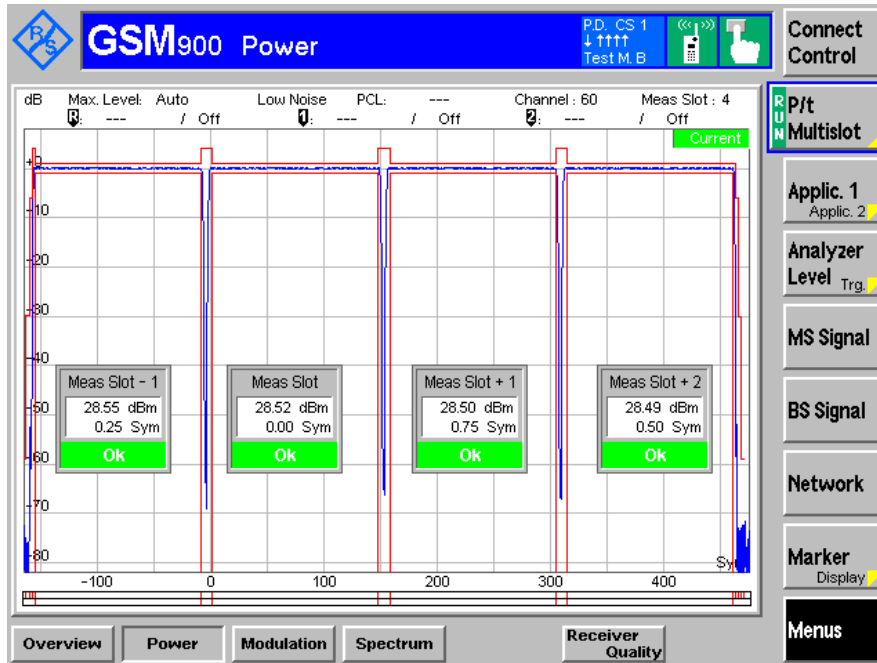 R/S
GSM900 Power
P.D. CS 1
↓ ↑↑↑↑
Test M. B
Connect
Control
dB Max. Level: Auto Low Noise PCL: --- Channel : 60 Meas Slot : 4
R: --- / Off 1: --- / Off 2: --- / Off
RUN
P/t
Multislot
Current
+0
-10
-20
-30
-40
-50
-60
-70
-80
Applic. 1
Applic. 2
Analyzer
Level Trg.
MS Signal
Meas Slot - 1 Meas Slot Meas Slot + 1 Meas Slot + 2
28.55 dBm 28.52 dBm 28.50 dBm 28.49 dBm
0.25 Sym 0.00 Sym 0.75 Sym 0.50 Sym
Ok Ok Ok Ok
BS Signal
Network
-100 0 100 200 300 400
Marker
Display
Overview Power Modulation Spectrum Receiver Quality
Menus